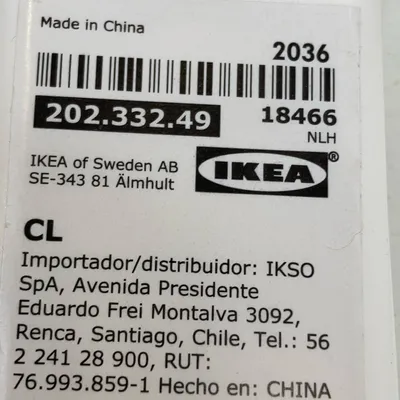 Made in China
2036
202.332.49
18466
NLH
IKEA of Sweden AB
SE-343 81 Älmhult
IKEA®
CL
Importador/distribuidor: IKSO
SpA, Avenida Presidente
Eduardo Frei Montalva 3092,
Renca, Santiago, Chile, Tel.: 56
2 241 28 900, RUT:
76.993.859-1 Hecho en: CHINA